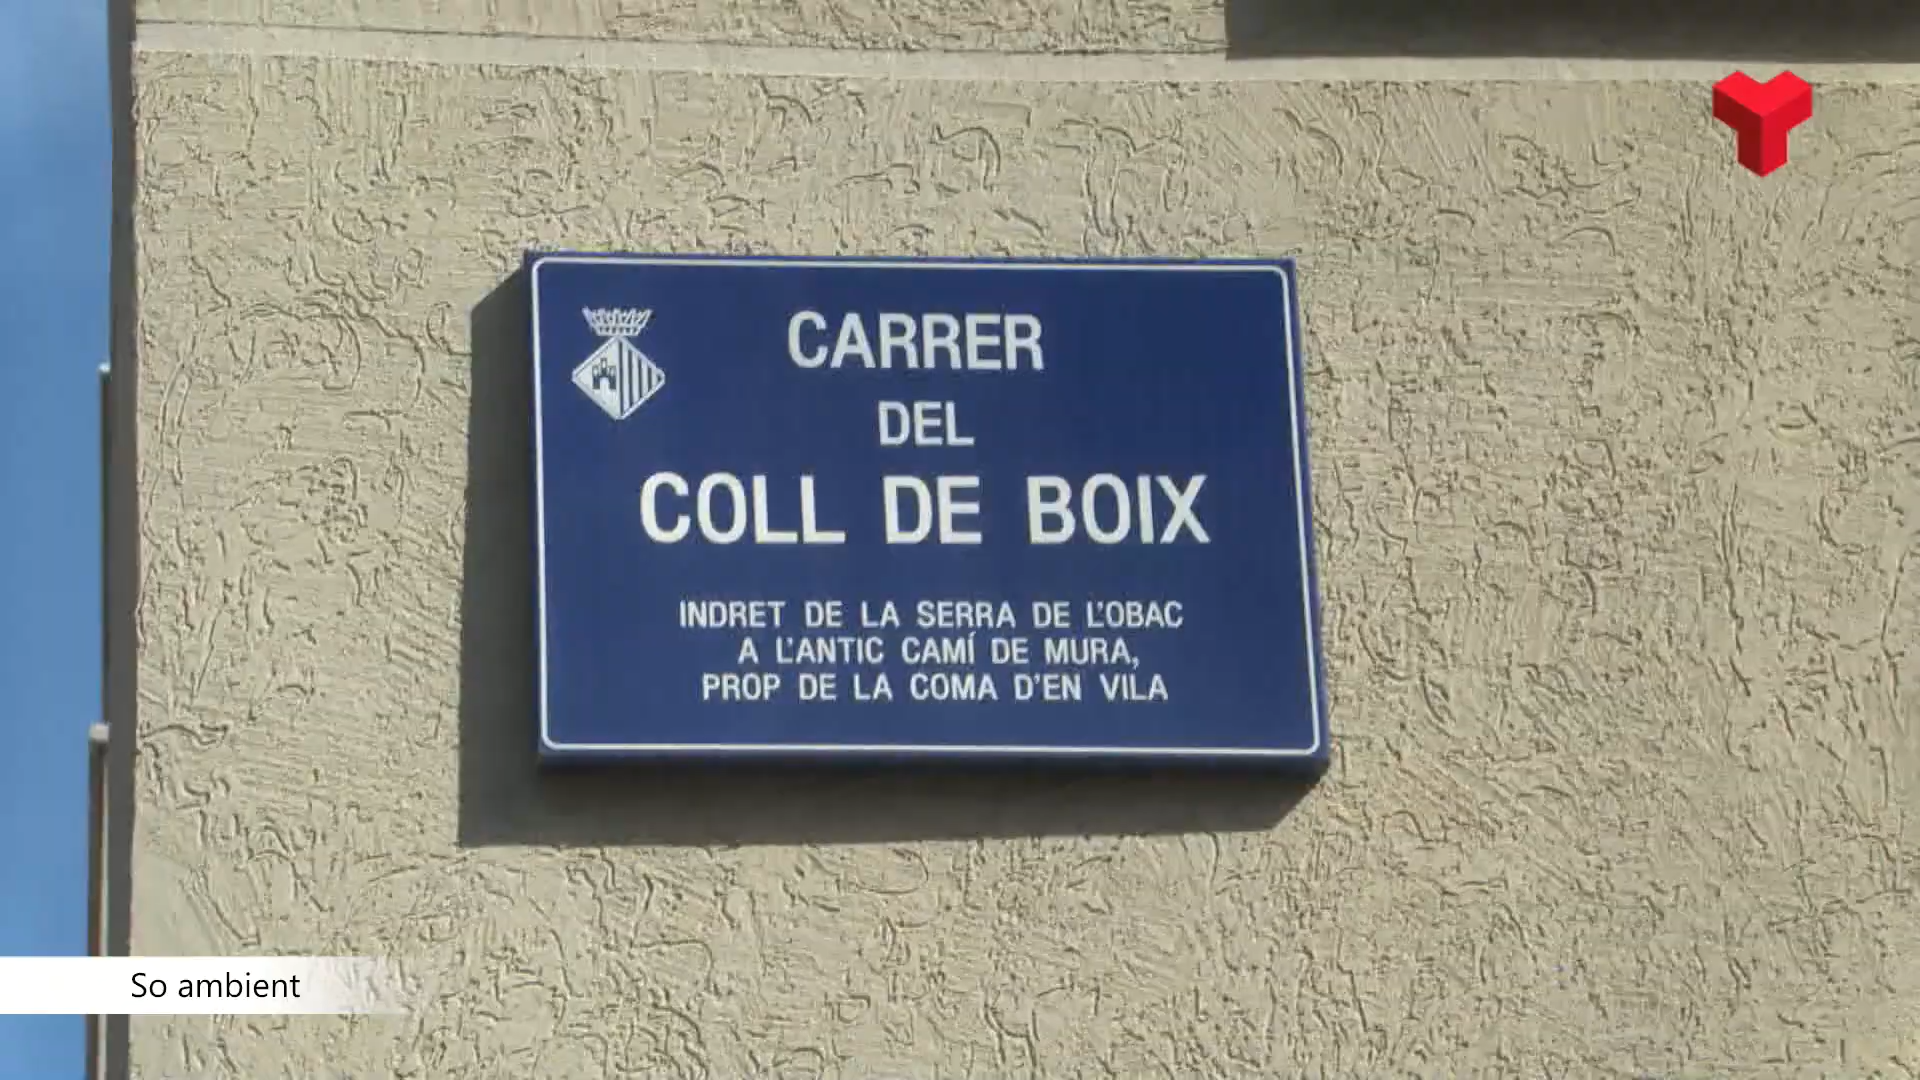 CARRER
DEL
COLL DE BOIX
INDRET DE LA SERRA DE L'OBAC
A L'ANTIC CAMÍ DE MURA,
PROP DE LA COMA D'EN VILA
So ambient